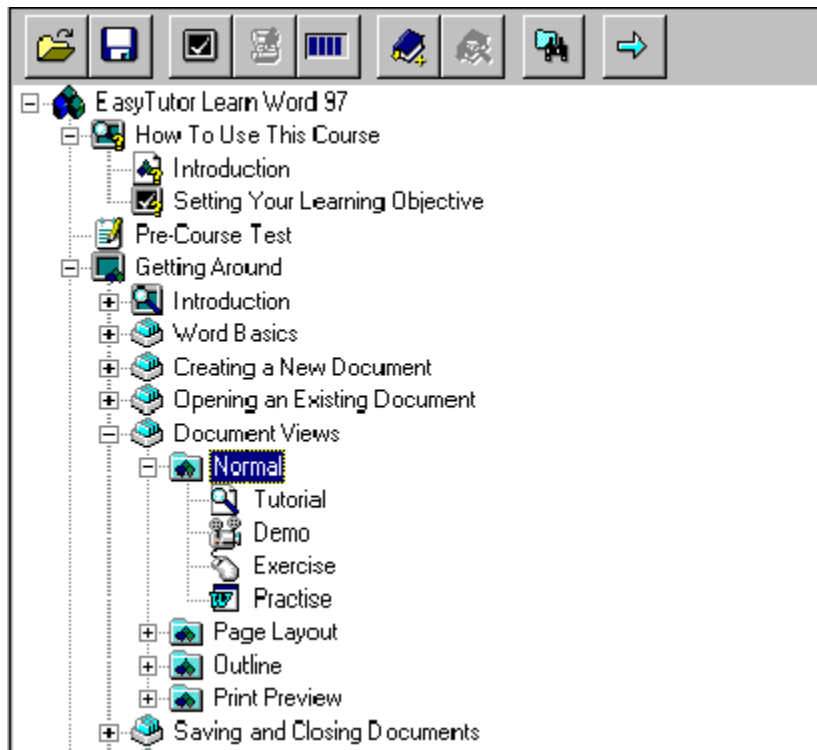 EasyTutor Learn Word 97
How To Use This Course
Introduction
Setting Your Learning Objective
Pre-Course Test
Getting Around
Introduction
Word Basics
Creating a New Document
Opening an Existing Document
Document Views
Normal
Tutorial
Demo
Exercise
Practise
Page Layout
Outline
Print Preview
Saving and Closing Documents